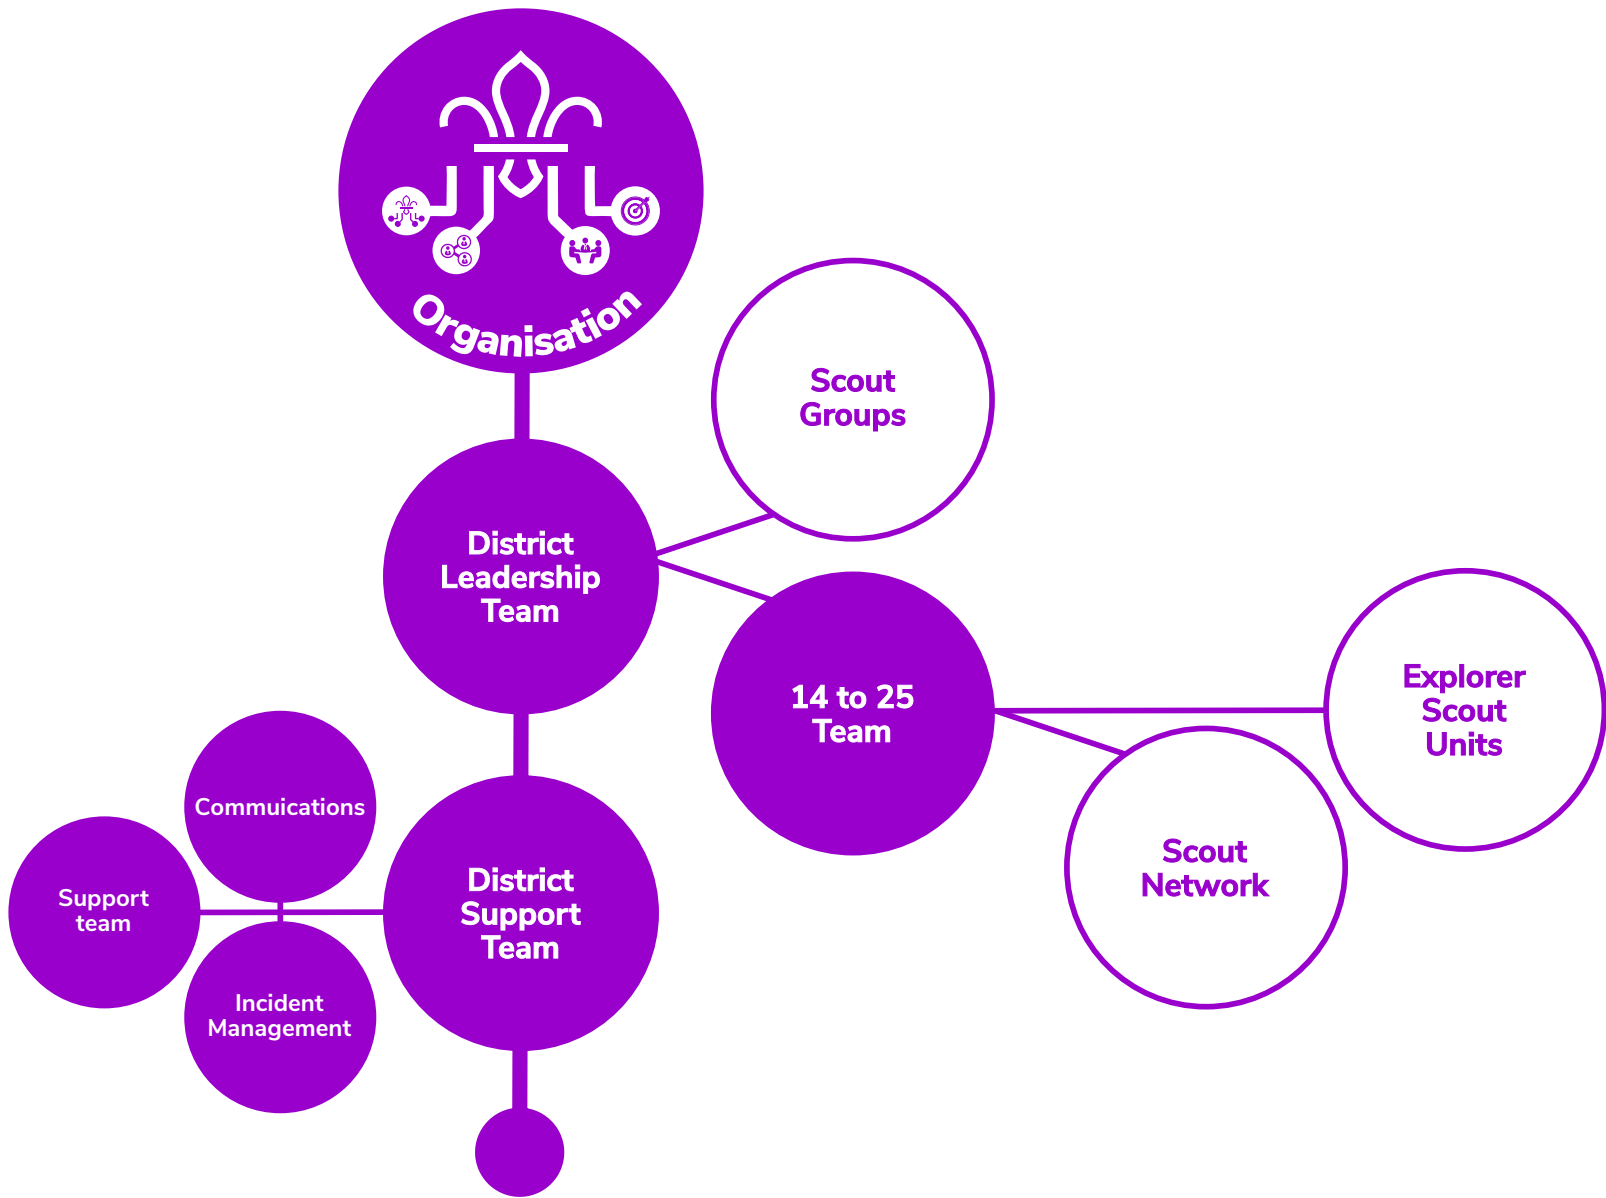 Organisation
Scout
Groups
District
Leadership
Team
14 to 25
Team
Explorer
Scout
Units
Scout
Network
Commuications
Support
team
Incident
Management
District
Support
Team